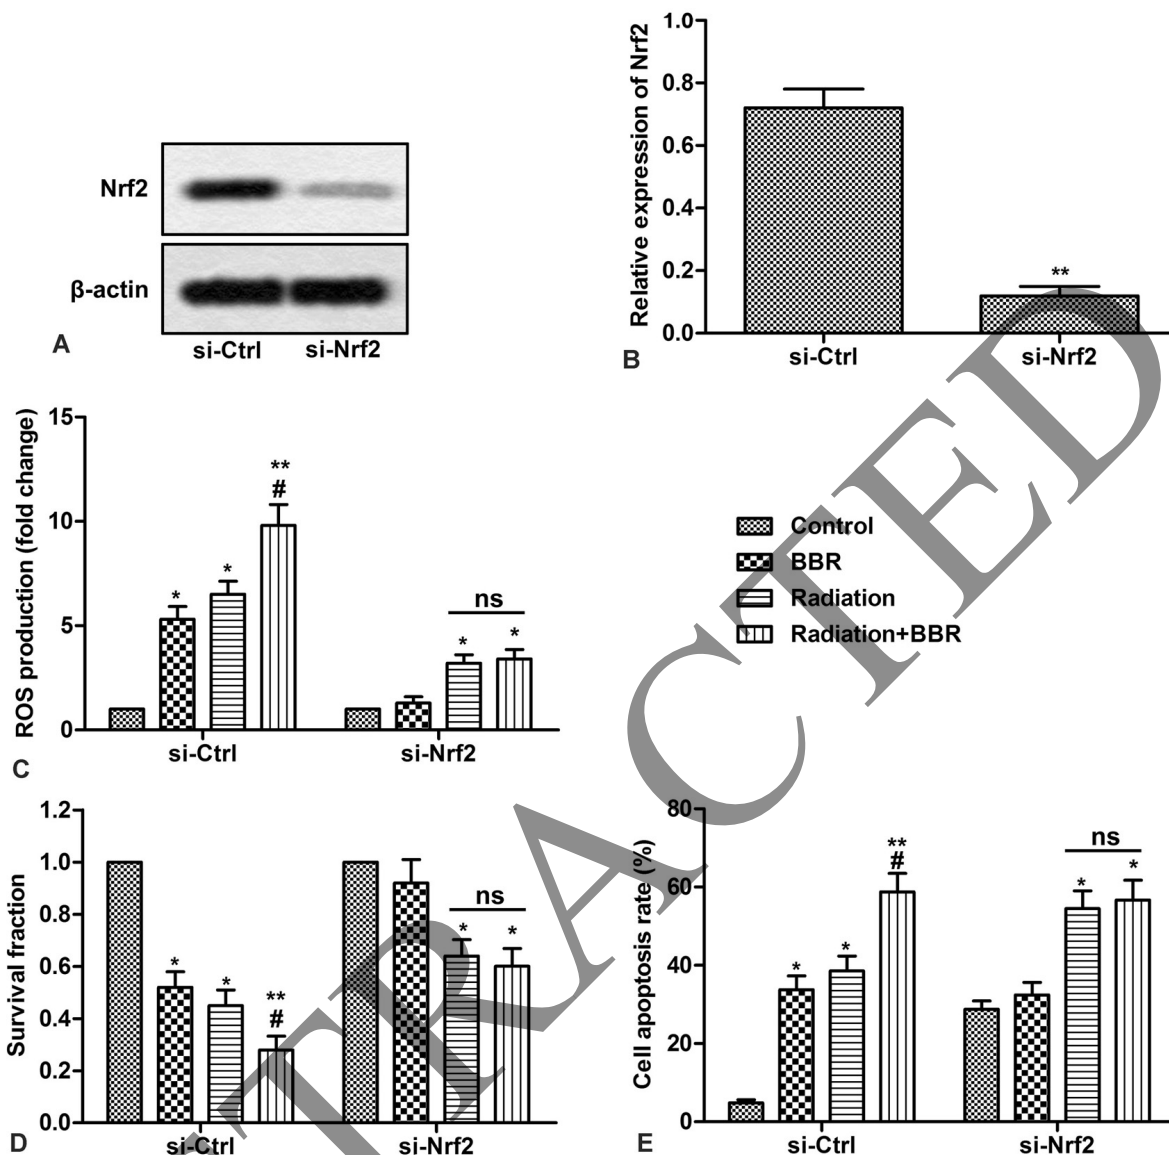 Nrf2
β-actin
si-Ctrl si-Nrf2
A
Relative expression of Nrf2
1.0
0.8
0.6
0.4
0.2
0.0
**
si-Ctrl si-Nrf2
B
ROS production (fold change)
15
10
5
0
*
*
**
#
ns
*
*
si-Ctrl si-Nrf2
C
Control
BBR
Radiation
Radiation+BBR
Survival fraction
1.2
1.0
0.8
0.6
0.4
0.2
0.0
*
*
**
#
ns
*
*
si-Ctrl si-Nrf2
D
Cell apoptosis rate (%)
80
60
40
20
0
*
*
**
#
ns
*
*
si-Ctrl si-Nrf2
E
TRACTED